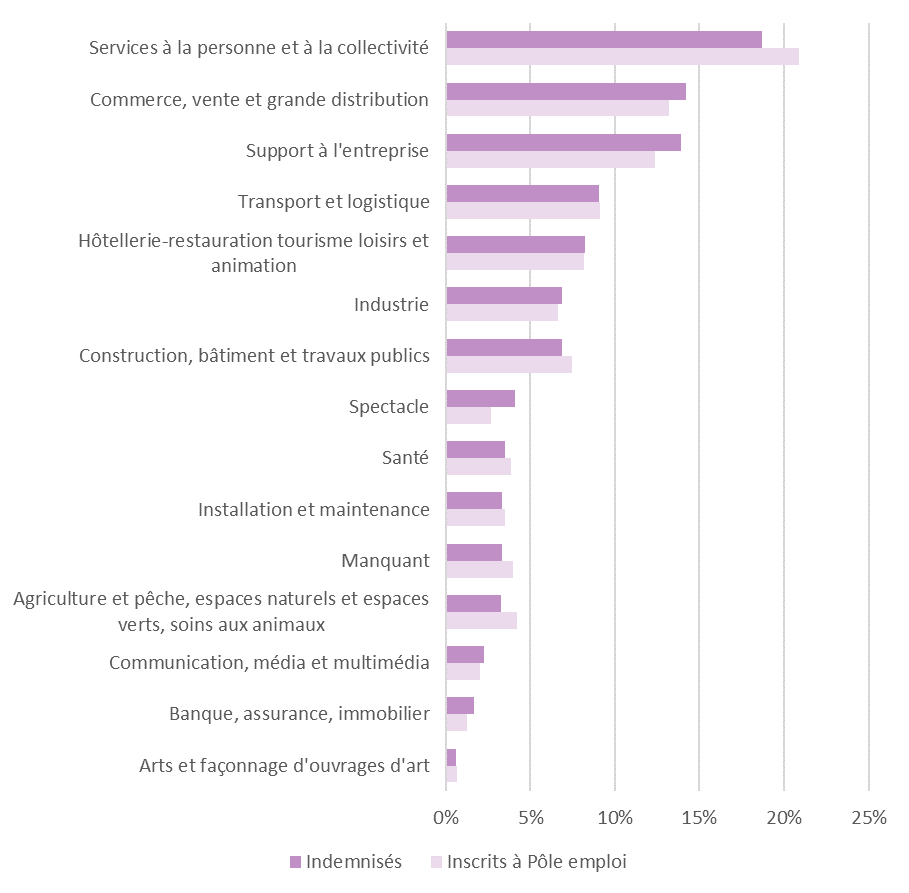 Services à la personne et à la collectivité
Commerce, vente et grande distribution
Support à l'entreprise
Transport et logistique
Hôtellerie-restauration tourisme loisirs et
animation
Industrie
Construction, bâtiment et travaux publics
Spectacle
Santé
Installation et maintenance
Manquant
Agriculture et pêche, espaces naturels et espaces
verts, soins aux animaux
Communication, média et multimédia
Banque, assurance, immobilier
Arts et façonnage d'ouvrages d'art
0% 5% 10% 15% 20% 25%
Indemnisés Inscrits à Pôle emploi